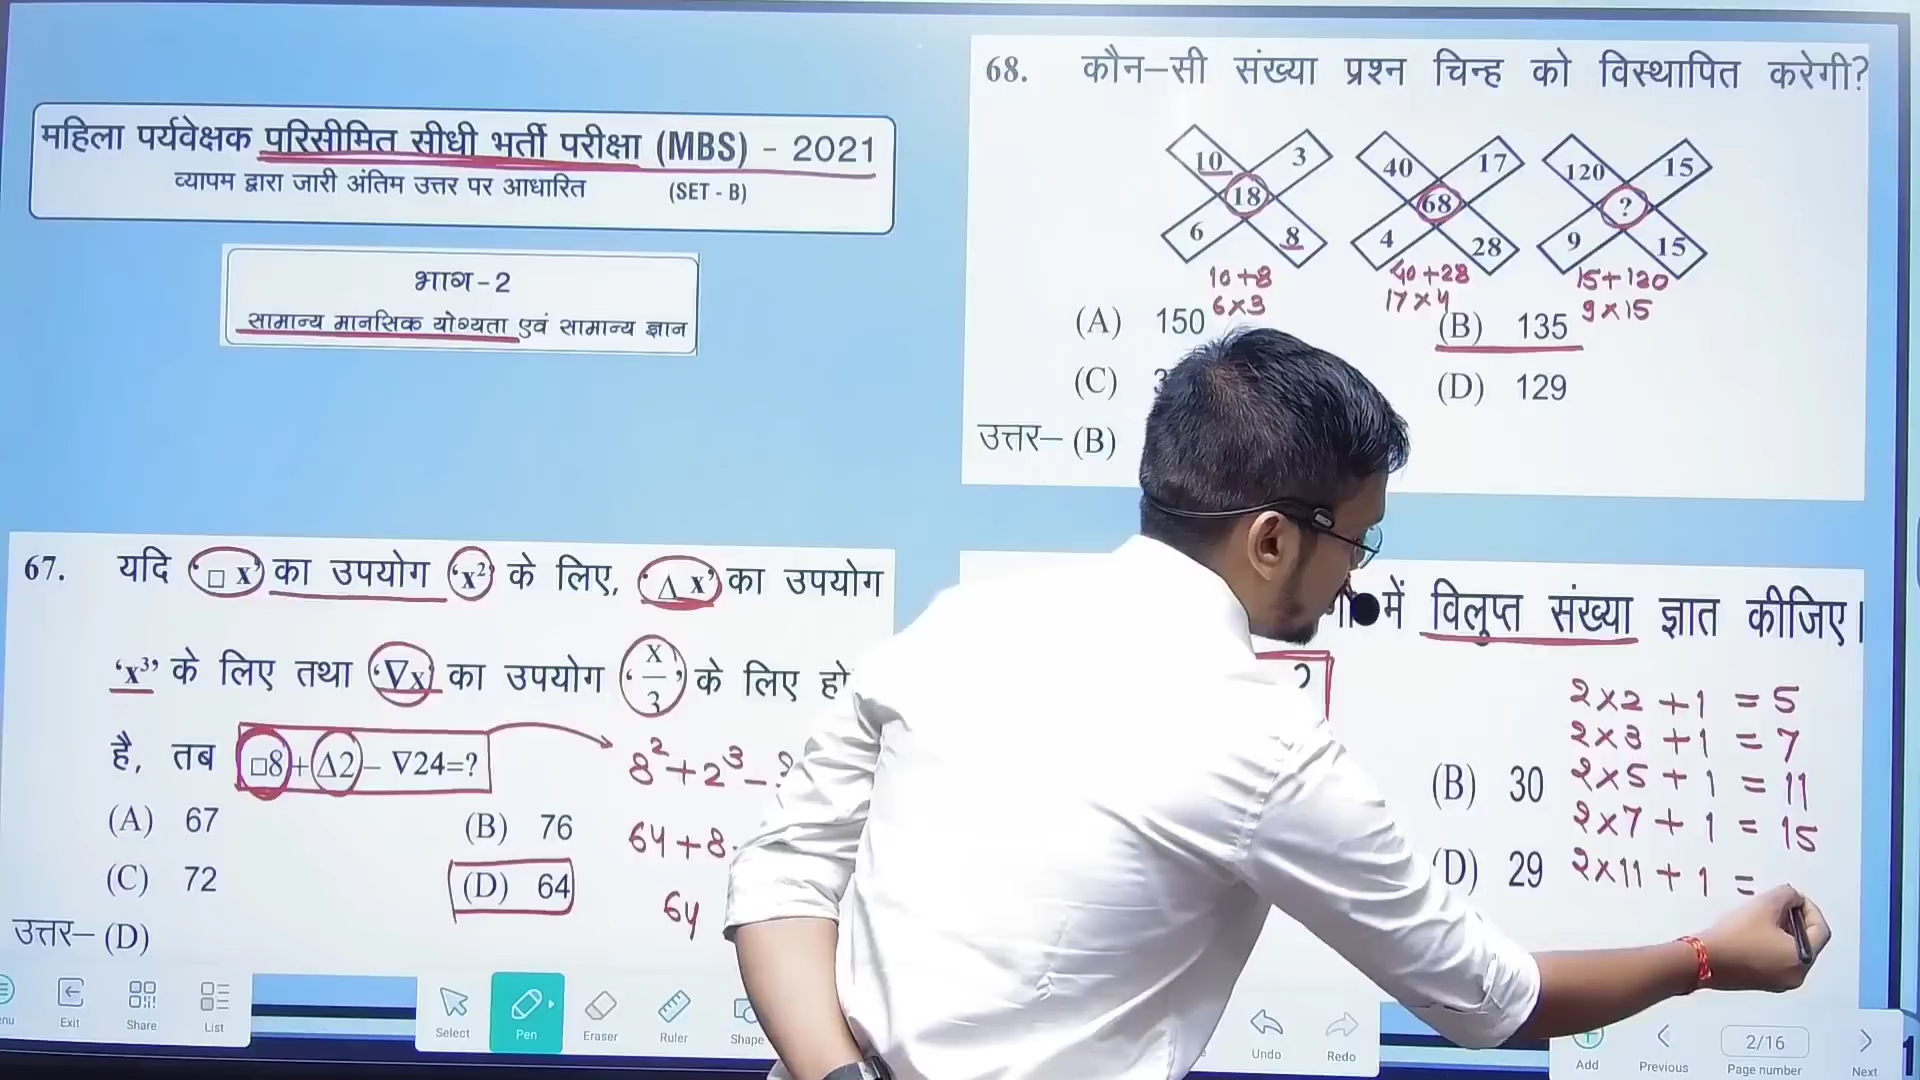 महिला पर्यवेक्षक परिसीमित सीधी भर्ती परीक्षा (MBS) - 2021
व्यापम द्वारा जारी अंतिम उत्तर पर आधारित (SET - B)
भाग-2
सामान्य मानसिक योग्यता एवं सामान्य ज्ञान
67. यदि ‘□ x’ का उपयोग ‘x²’ के लिए, ‘Δ x’ का उपयोग
‘x³’ के लिए तथा ‘∇x’ का उपयोग ‘x/3’ के लिए
है, तब □8+Δ2−∇24=?
8²+2³−
(A) 67 (B) 76
64+8
(C) 72 (D) 64
64
उत्तर– (D)
68. कौन–सी संख्या प्रश्न चिन्ह को विस्थापित करेगी?
10 3 40 17 120 15
18 68 ?
6 8 4 28 9 15
10+8 40+28 15+120
6×3 17×4 9×15
(A) 150 (B) 135
(C) (D) 129
उत्तर– (B)
में विलुप्त संख्या ज्ञात कीजिए।
?
2×2+1=5
2×3+1=7
(B) 30 2×5+1=11
2×7+1=15
(D) 29 2×11+1=
Exit Share List
Select Pen Eraser Ruler Shape
Undo Redo
Add Previous 2/16 Page number Next